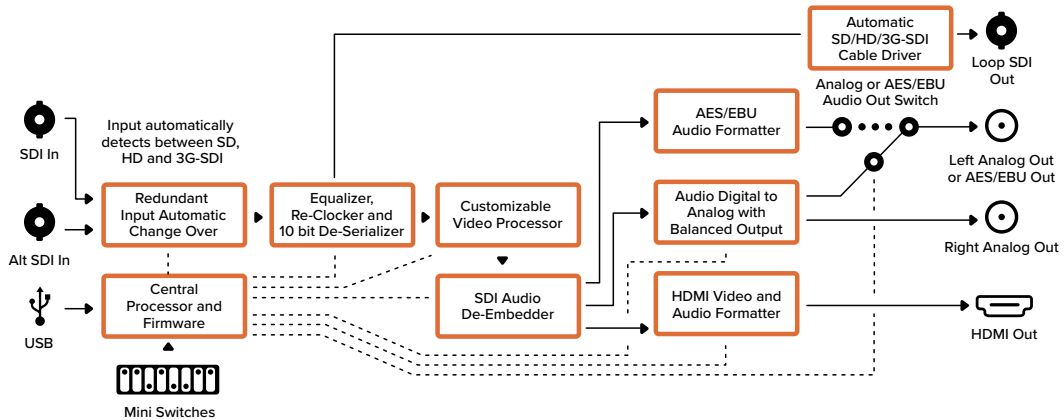 Automatic
SD/HD/3G-SDI
Cable Driver
Loop SDI
Out
Analog or AES/EBU
Audio Out Switch
SDI In
Input automatically
detects between SD,
HD and 3G-SDI
AES/EBU
Audio Formatter
Left Analog Out
or AES/EBU Out
Alt SDI In
Redundant
Input Automatic
Change Over
Equalizer,
Re-Clocker and
10 bit De-Serializer
Customizable
Video Processor
Audio Digital to
Analog with
Balanced Output
Right Analog Out
USB
Central
Processor and
Firmware
SDI Audio
De-Embedder
HDMI Video and
Audio Formatter
HDMI Out
Mini Switches